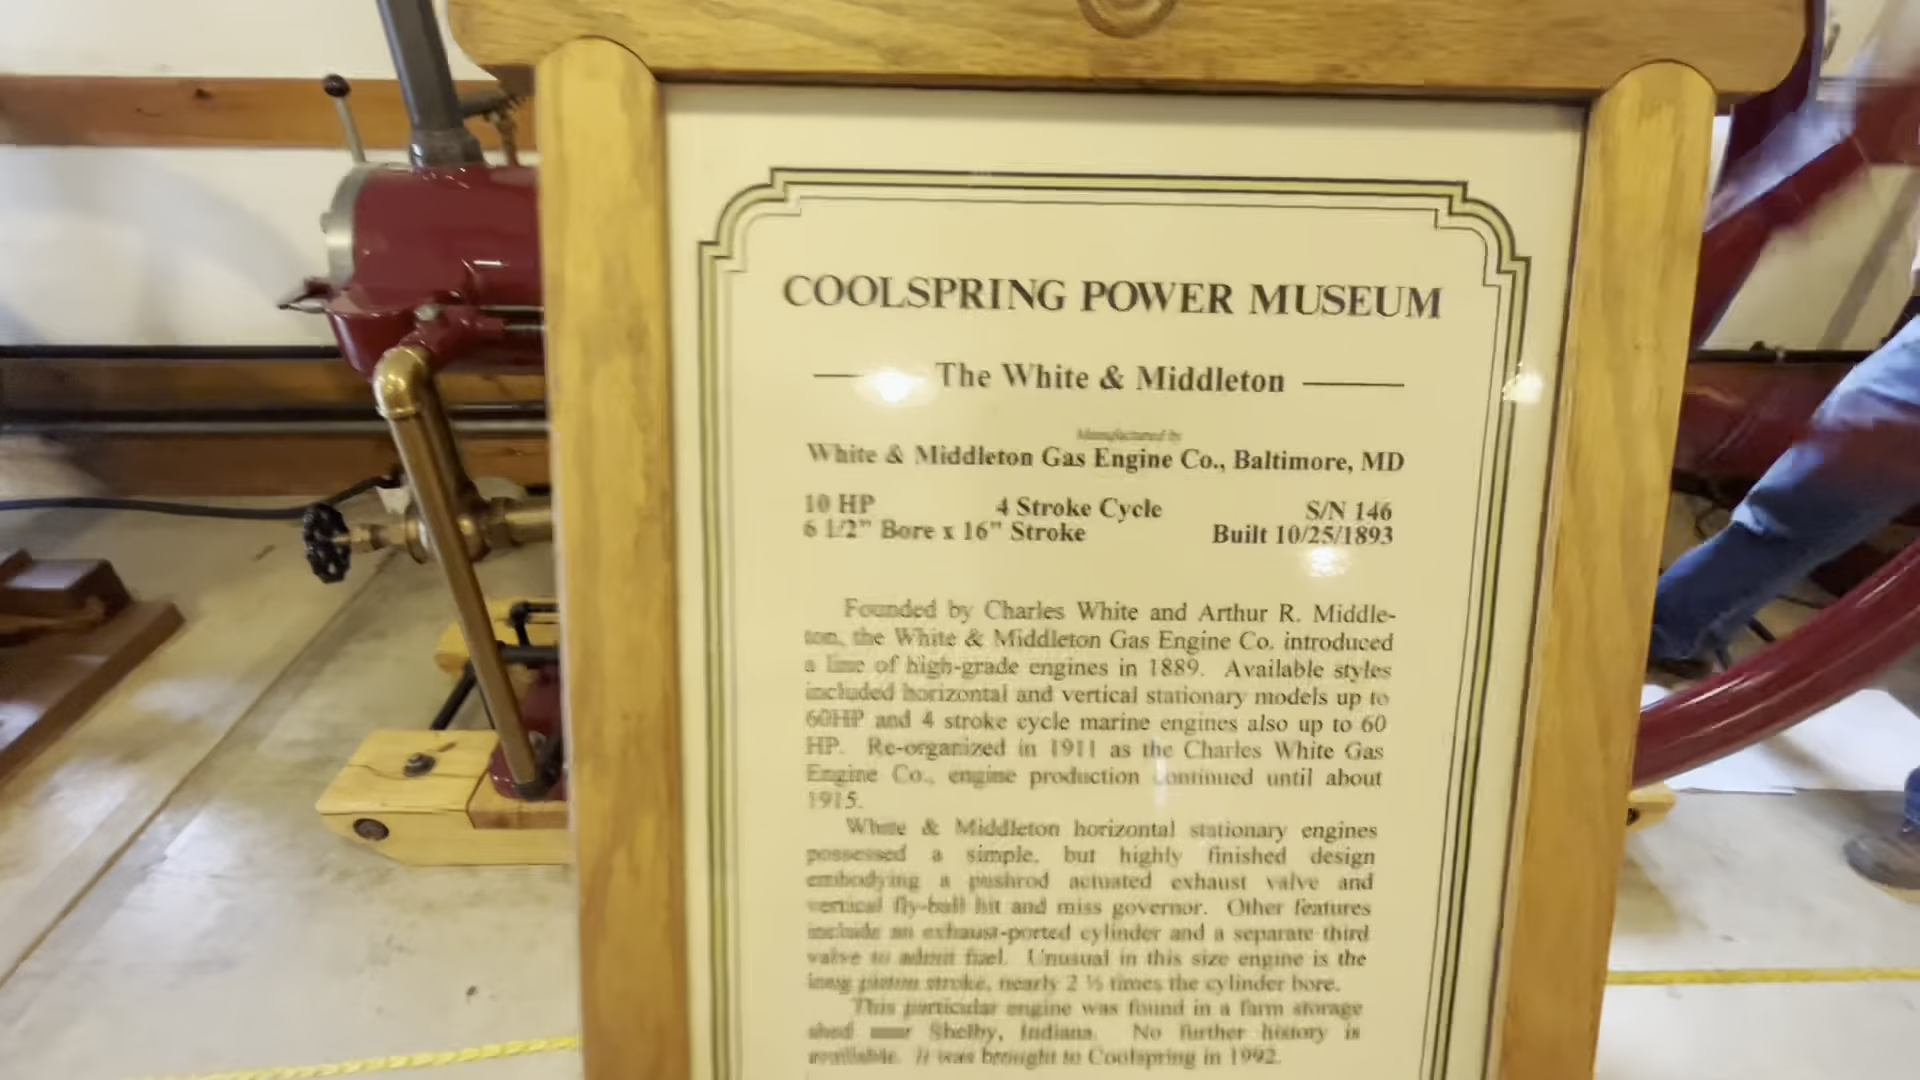 COOLSPRING POWER MUSEUM
The White & Middleton
Manufactured by
White & Middleton Gas Engine Co., Baltimore, MD
10 HP 4 Stroke Cycle S/N 146
6 1/2" Bore x 16" Stroke Built 10/25/1893
Founded by Charles White and Arthur R. Middle-
ton, the White & Middleton Gas Engine Co. introduced
a line of high-grade engines in 1889. Available styles
included horizontal and vertical stationary models up to
60HP and 4 stroke cycle marine engines also up to 60
HP. Re-organized in 1911 as the Charles White Gas
Engine Co., engine production continued until about
1915.
White & Middleton horizontal stationary engines
possessed a simple, but highly finished design
embodying a pushrod actuated exhaust valve and
vertical fly-ball hit and miss governor. Other features
include an exhaust-ported cylinder and a separate third
valve to admit fuel. Unusual in this size engine is the
long piston stroke, nearly 2 ½ times the cylinder bore.
This particular engine was found in a farm storage
shed near Shelby, Indiana. No further history is
available. It was brought to Coolspring in 1992.